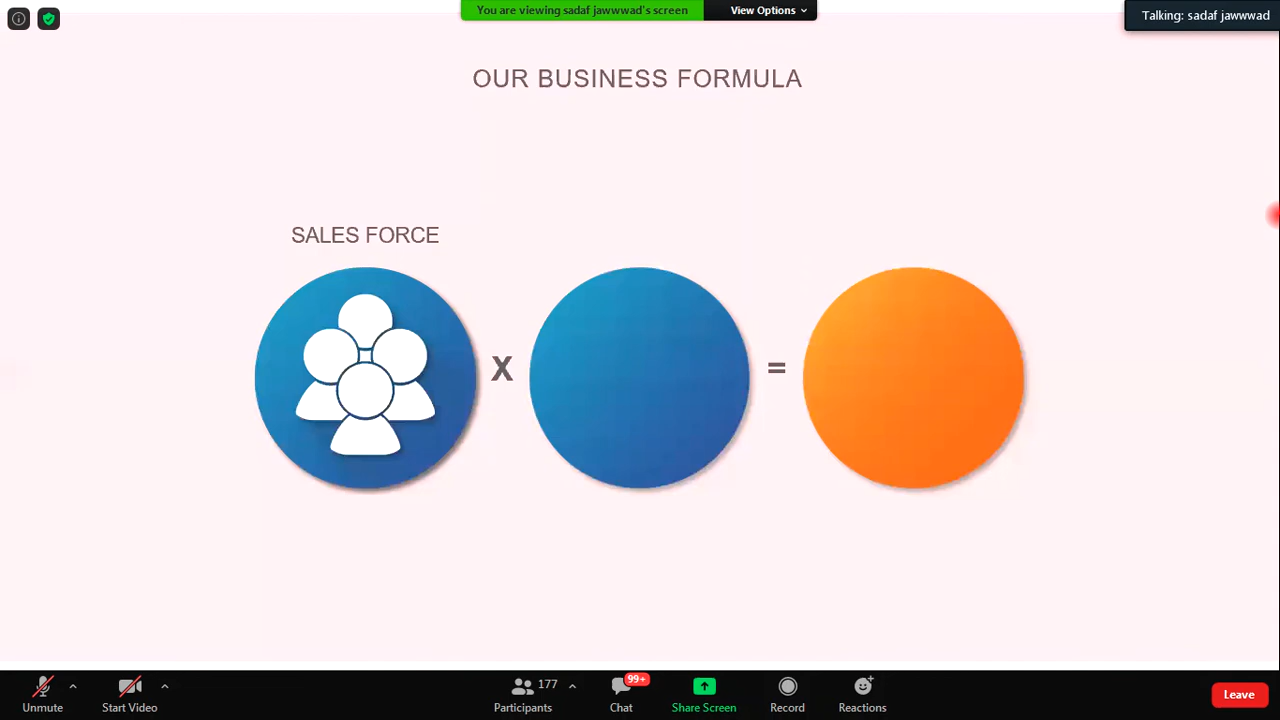 You are viewing sadaf jawwwad's screen
View Options
Talking: sadaf jawwwad
OUR BUSINESS FORMULA
SALES FORCE
X
=
177
99+
Unmute
Start Video
Participants
Chat
Share Screen
Record
Reactions
Leave